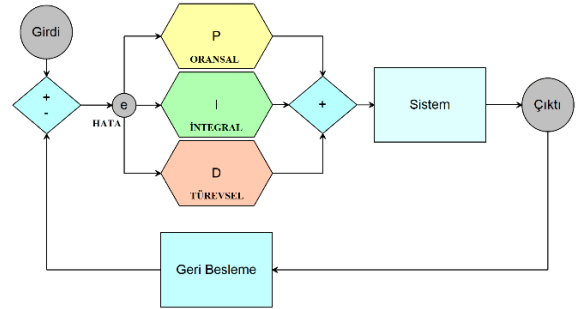 Girdi
+
-
HATA
e
P
ORANSAL
I
İNTEGRAL
D
TÜREVSEL
+
Sistem
Çıktı
Geri Besleme